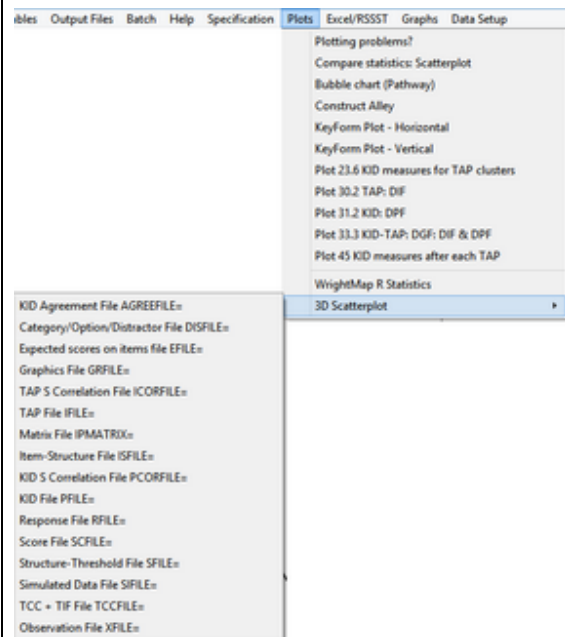 ables Output Files Batch Help Specification Plots Excel/RSSST Graphs Data Setup
Plotting problems?
Compare statistics: Scatterplot
Bubble chart (Pathway)
Construct Alley
KeyForm Plot - Horizontal
KeyForm Plot - Vertical
Plot 23.6 KID measures for TAP clusters
Plot 30.2 TAP: DIF
Plot 31.2 KID: DPF
Plot 33.3 KID-TAP: DGF: DIF & DPF
Plot 45 KID measures after each TAP
WrightMap R Statistics
3D Scatterplot
KID Agreement File AGREEFILE=
Category/Option/Distractor File DISFILE=
Expected scores on items file EFILE=
Graphics File GRFILE=
TAP S Correlation File ICORFILE=
TAP File IFILE=
Matrix File IPMATRIX=
Item-Structure File ISFILE=
KID S Correlation File PCORFILE=
KID File PFILE=
Response File RFILE=
Score File SCFILE=
Structure-Threshold File SFILE=
Simulated Data File SIFILE=
TCC + TIF File TCCFILE=
Observation File XFILE=